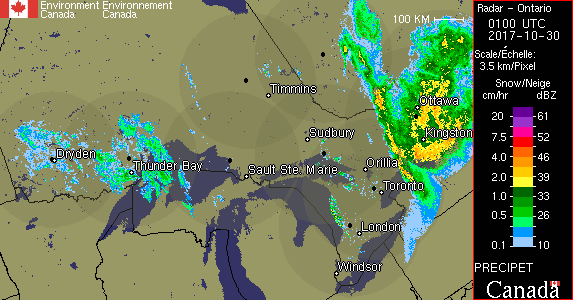 Environment Environnement
Canada Canada
100 KM
Timmins
Ottawa
Kingston
Sudbury
Dryden
Thunder Bay
Sault Ste. Marie
Orillia
Toronto
London
Windsor
Radar - Ontario
0100 UTC
2017-10-30
Scale/Échelle:
3.5 km/Pixel
Snow/Neige
cm/hr dBZ
20 61
7.5 52
4.0 46
2.0 39
1.0 33
0.5 26
0.1 10
PRECIPET
Canada